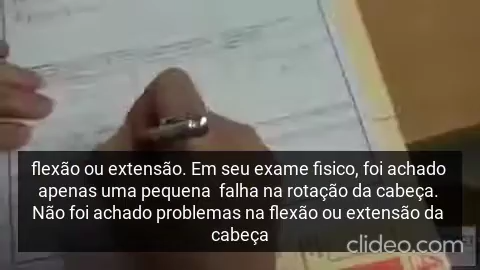 flexão ou extensão. Em seu exame fisico, foi achado
apenas uma pequena falha na rotação da cabeça.
Não foi achado problemas na flexão ou extensão da
cabeça
clideo.com